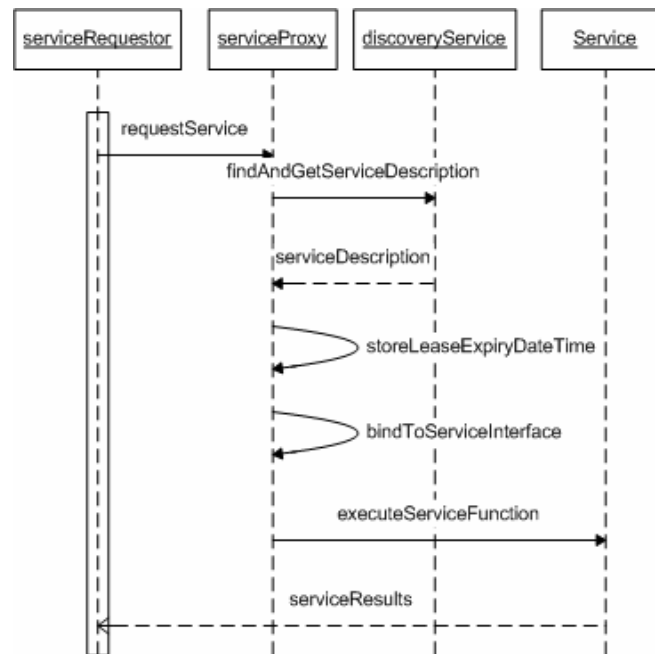 serviceRequestor serviceProxy discoveryService Service
requestService
findAndGetServiceDescription
serviceDescription
storeLeaseExpiryDateTime
bindToServiceInterface
executeServiceFunction
serviceResults